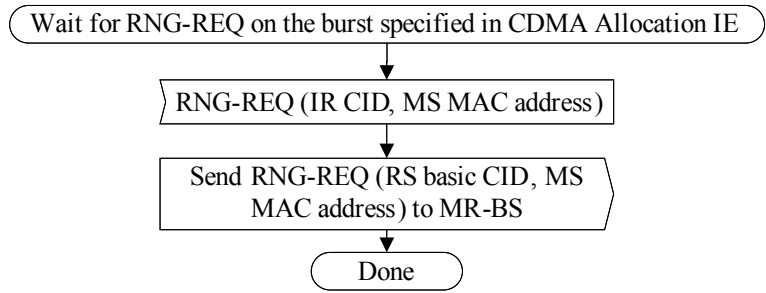 Wait for RNG-REQ on the burst specified in CDMA Allocation IE
RNG-REQ (IR CID, MS MAC address)
Send RNG-REQ (RS basic CID, MS
MAC address) to MR-BS
Done